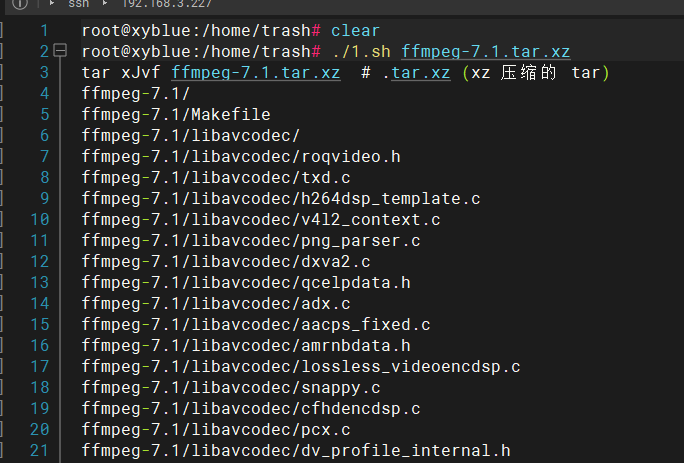 ssh 192.168.3.227
1 root@xyblue:/home/trash# clear
2 root@xyblue:/home/trash# ./1.sh ffmpeg-7.1.tar.xz
3 tar xJvf ffmpeg-7.1.tar.xz # .tar.xz (xz 压缩的 tar)
4 ffmpeg-7.1/
5 ffmpeg-7.1/Makefile
6 ffmpeg-7.1/libavcodec/
7 ffmpeg-7.1/libavcodec/roqvideo.h
8 ffmpeg-7.1/libavcodec/txd.c
9 ffmpeg-7.1/libavcodec/h264dsp_template.c
10 ffmpeg-7.1/libavcodec/v4l2_context.c
11 ffmpeg-7.1/libavcodec/png_parser.c
12 ffmpeg-7.1/libavcodec/dxva2.c
13 ffmpeg-7.1/libavcodec/qcelpdata.h
14 ffmpeg-7.1/libavcodec/adx.c
15 ffmpeg-7.1/libavcodec/aacps_fixed.c
16 ffmpeg-7.1/libavcodec/amrnbdata.h
17 ffmpeg-7.1/libavcodec/lossless_videoencdsp.c
18 ffmpeg-7.1/libavcodec/snappy.c
19 ffmpeg-7.1/libavcodec/cfhdencdsp.c
20 ffmpeg-7.1/libavcodec/pcx.c
21 ffmpeg-7.1/libavcodec/dv_profile_internal.h